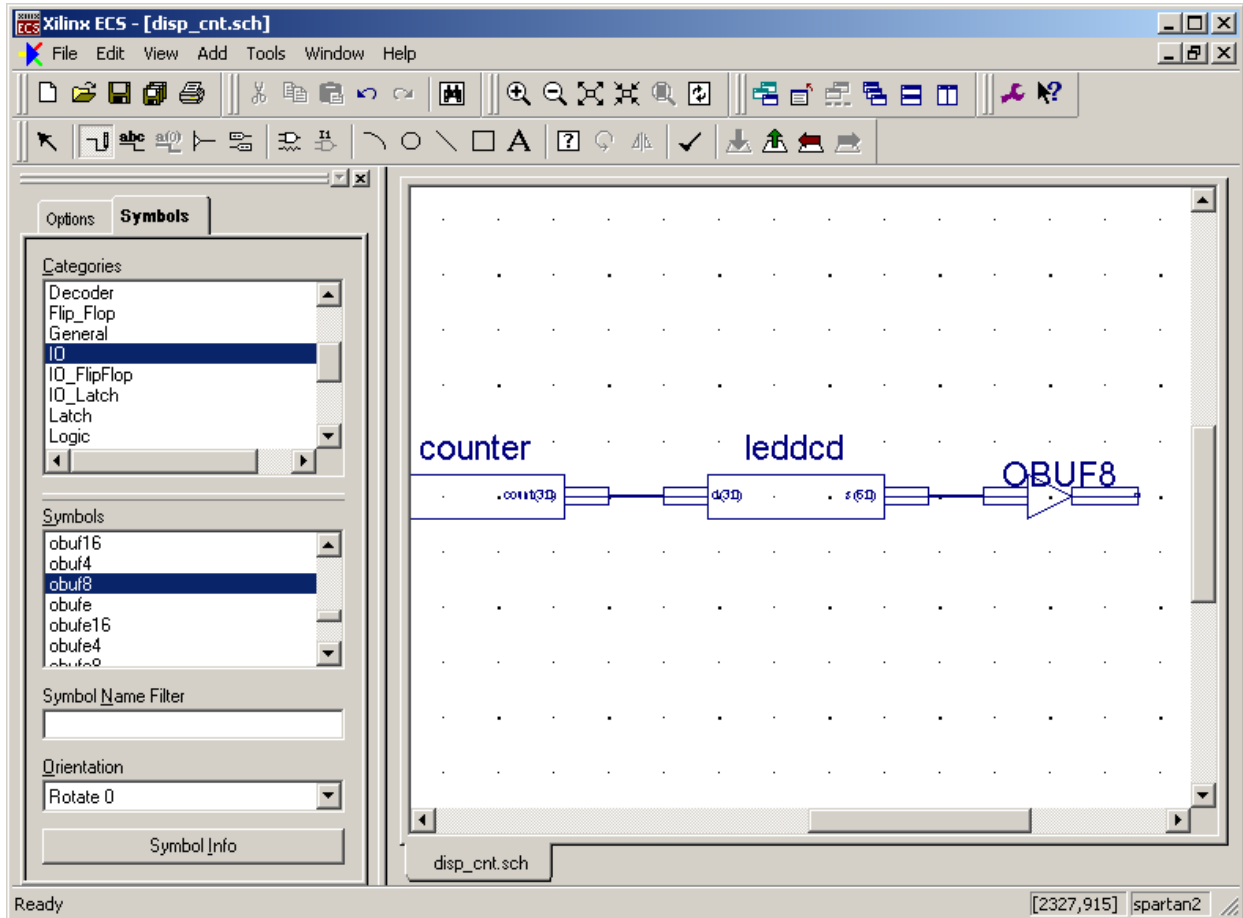 Xilinx ECS - [disp_cnt.sch]
File Edit View Add Tools Window Help
Options Symbols
Categories
Decoder
Flip_Flop
General
IO
IO_FlipFlop
IO_Latch
Latch
Logic
Symbols
obuf16
obuf4
obuf8
obufe
obufe16
obufe4
obufe8
Symbol Name Filter
Orientation
Rotate 0
Symbol Info
counter leddcd OBUF8
count(3:0) d(3:0) s(6:0)
disp_cnt.sch
Ready [2327,915] spartan2